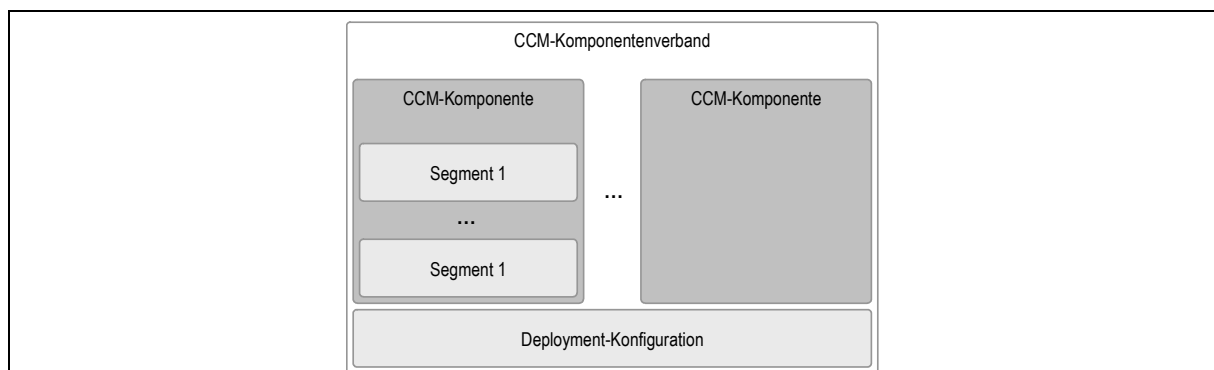 CCM-Komponentenverband
CCM-Komponente
CCM-Komponente
Segment 1
...
...
Segment 1
Deployment-Konfiguration